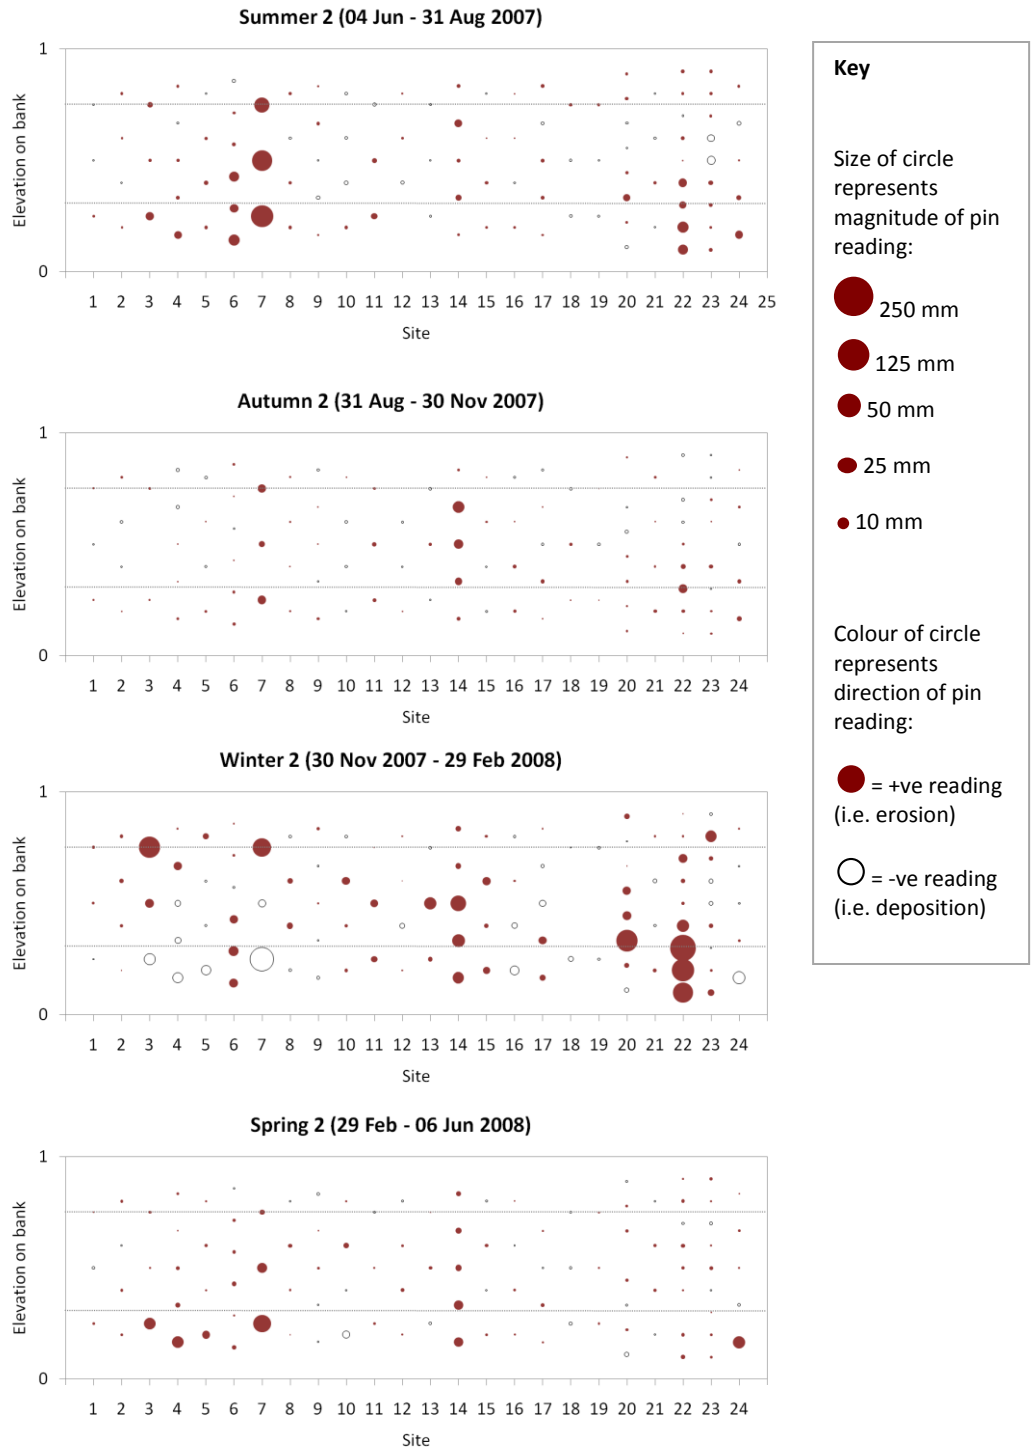 Summer 2 (04 Jun - 31 Aug 2007)
1
Elevation on bank
0
1 2 3 4 5 6 7 8 9 10 11 12 13 14 15 16 17 18 19 20 21 22 23 24 25
Site
Autumn 2 (31 Aug - 30 Nov 2007)
1
Elevation on bank
0
1 2 3 4 5 6 7 8 9 10 11 12 13 14 15 16 17 18 19 20 21 22 23 24
Site
Winter 2 (30 Nov 2007 - 29 Feb 2008)
1
Elevation on bank
0
1 2 3 4 5 6 7 8 9 10 11 12 13 14 15 16 17 18 19 20 21 22 23 24
Site
Spring 2 (29 Feb - 06 Jun 2008)
1
Elevation on bank
0
1 2 3 4 5 6 7 8 9 10 11 12 13 14 15 16 17 18 19 20 21 22 23 24
Site
Key
Size of circle
represents
magnitude of pin
reading:
250 mm
125 mm
50 mm
25 mm
10 mm
Colour of circle
represents
direction of pin
reading:
= +ve reading
(i.e. erosion)
= -ve reading
(i.e. deposition)